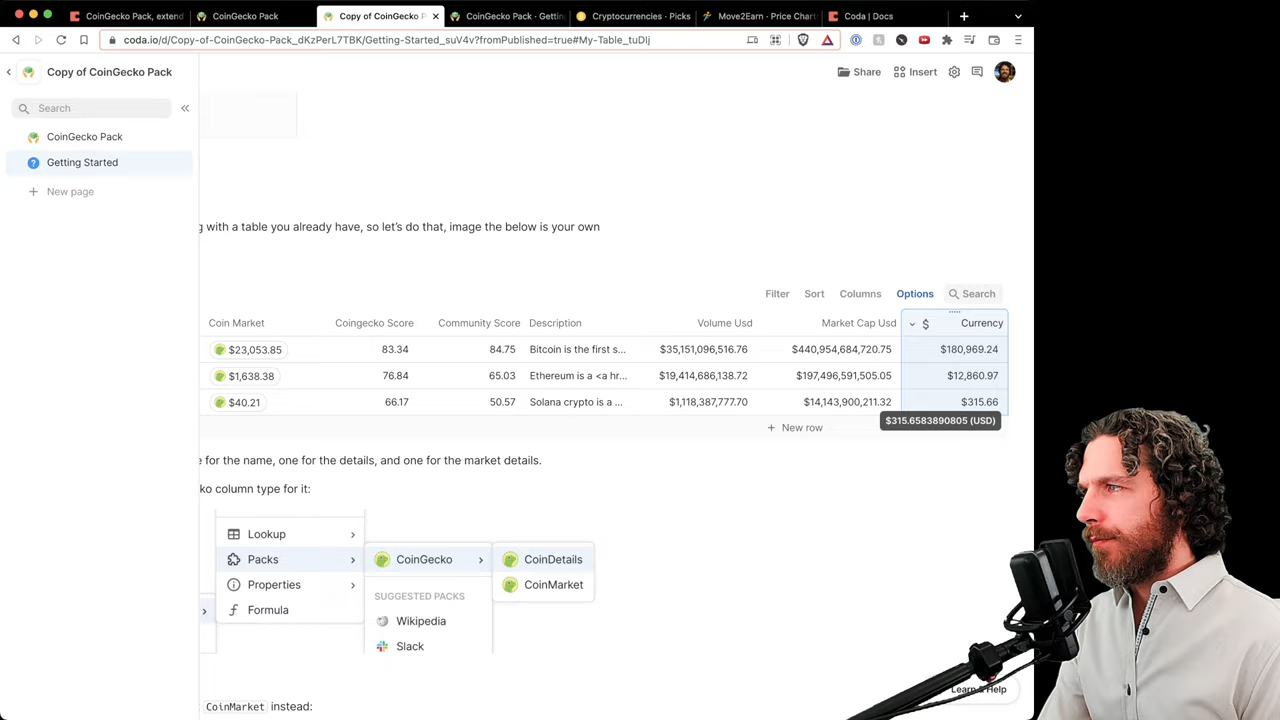 CoinGecko Pack, extend
CoinGecko Pack
Copy of CoinGecko P
CoinGecko Pack · Gettin
Cryptocurrencies · Picks
Move2Earn · Price Chart
Coda | Docs
coda.io/d/Copy-of-CoinGecko-Pack_dKzPerL7TBK/Getting-Started_suV4v?fromPublished=true#My-Table_tuDIj
Copy of CoinGecko Pack
Share
Insert
Search
CoinGecko Pack
Getting Started
New page
g with a table you already have, so let's do that, image the below is your own
Filter
Sort
Columns
Options
Search
Coin Market
Coingecko Score
Community Score
Description
Volume Usd
Market Cap Usd
$ Currency
$23,053.85
83.34
84.75
Bitcoin is the first s...
$35,151,096,516.76
$440,954,684,720.75
$180,969.24
$1,638.38
76.84
65.03
Ethereum is a <a hr...
$19,414,686,138.72
$197,496,591,505.05
$12,860.97
$40.21
66.17
50.57
Solana crypto is a ...
$1,118,387,777.70
$14,143,900,211.32
$315.66
$315.6583890805 (USD)
New row
e for the name, one for the details, and one for the market details.
ko column type for it:
Lookup
Packs
Properties
Formula
CoinGecko
SUGGESTED PACKS
Wikipedia
Slack
CoinDetails
CoinMarket
Learn & Help
CoinMarket instead: